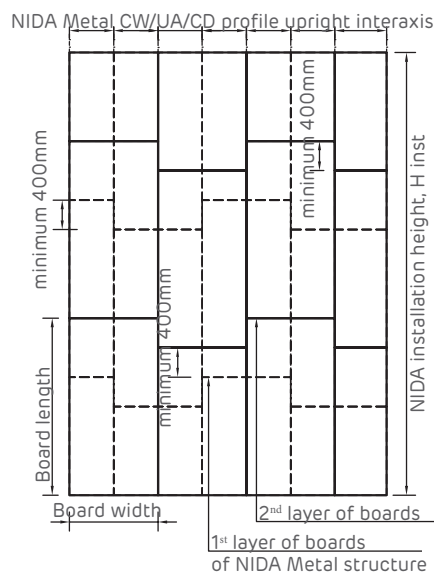 NIDA Metal CW/UA/CD profile upright interaxis
minimum 400mm
minimum 400mm
NIDA installation height, H inst
minimum 400mm
Board length
Board width
2nd layer of boards
1st layer of boards
of NIDA Metal structure